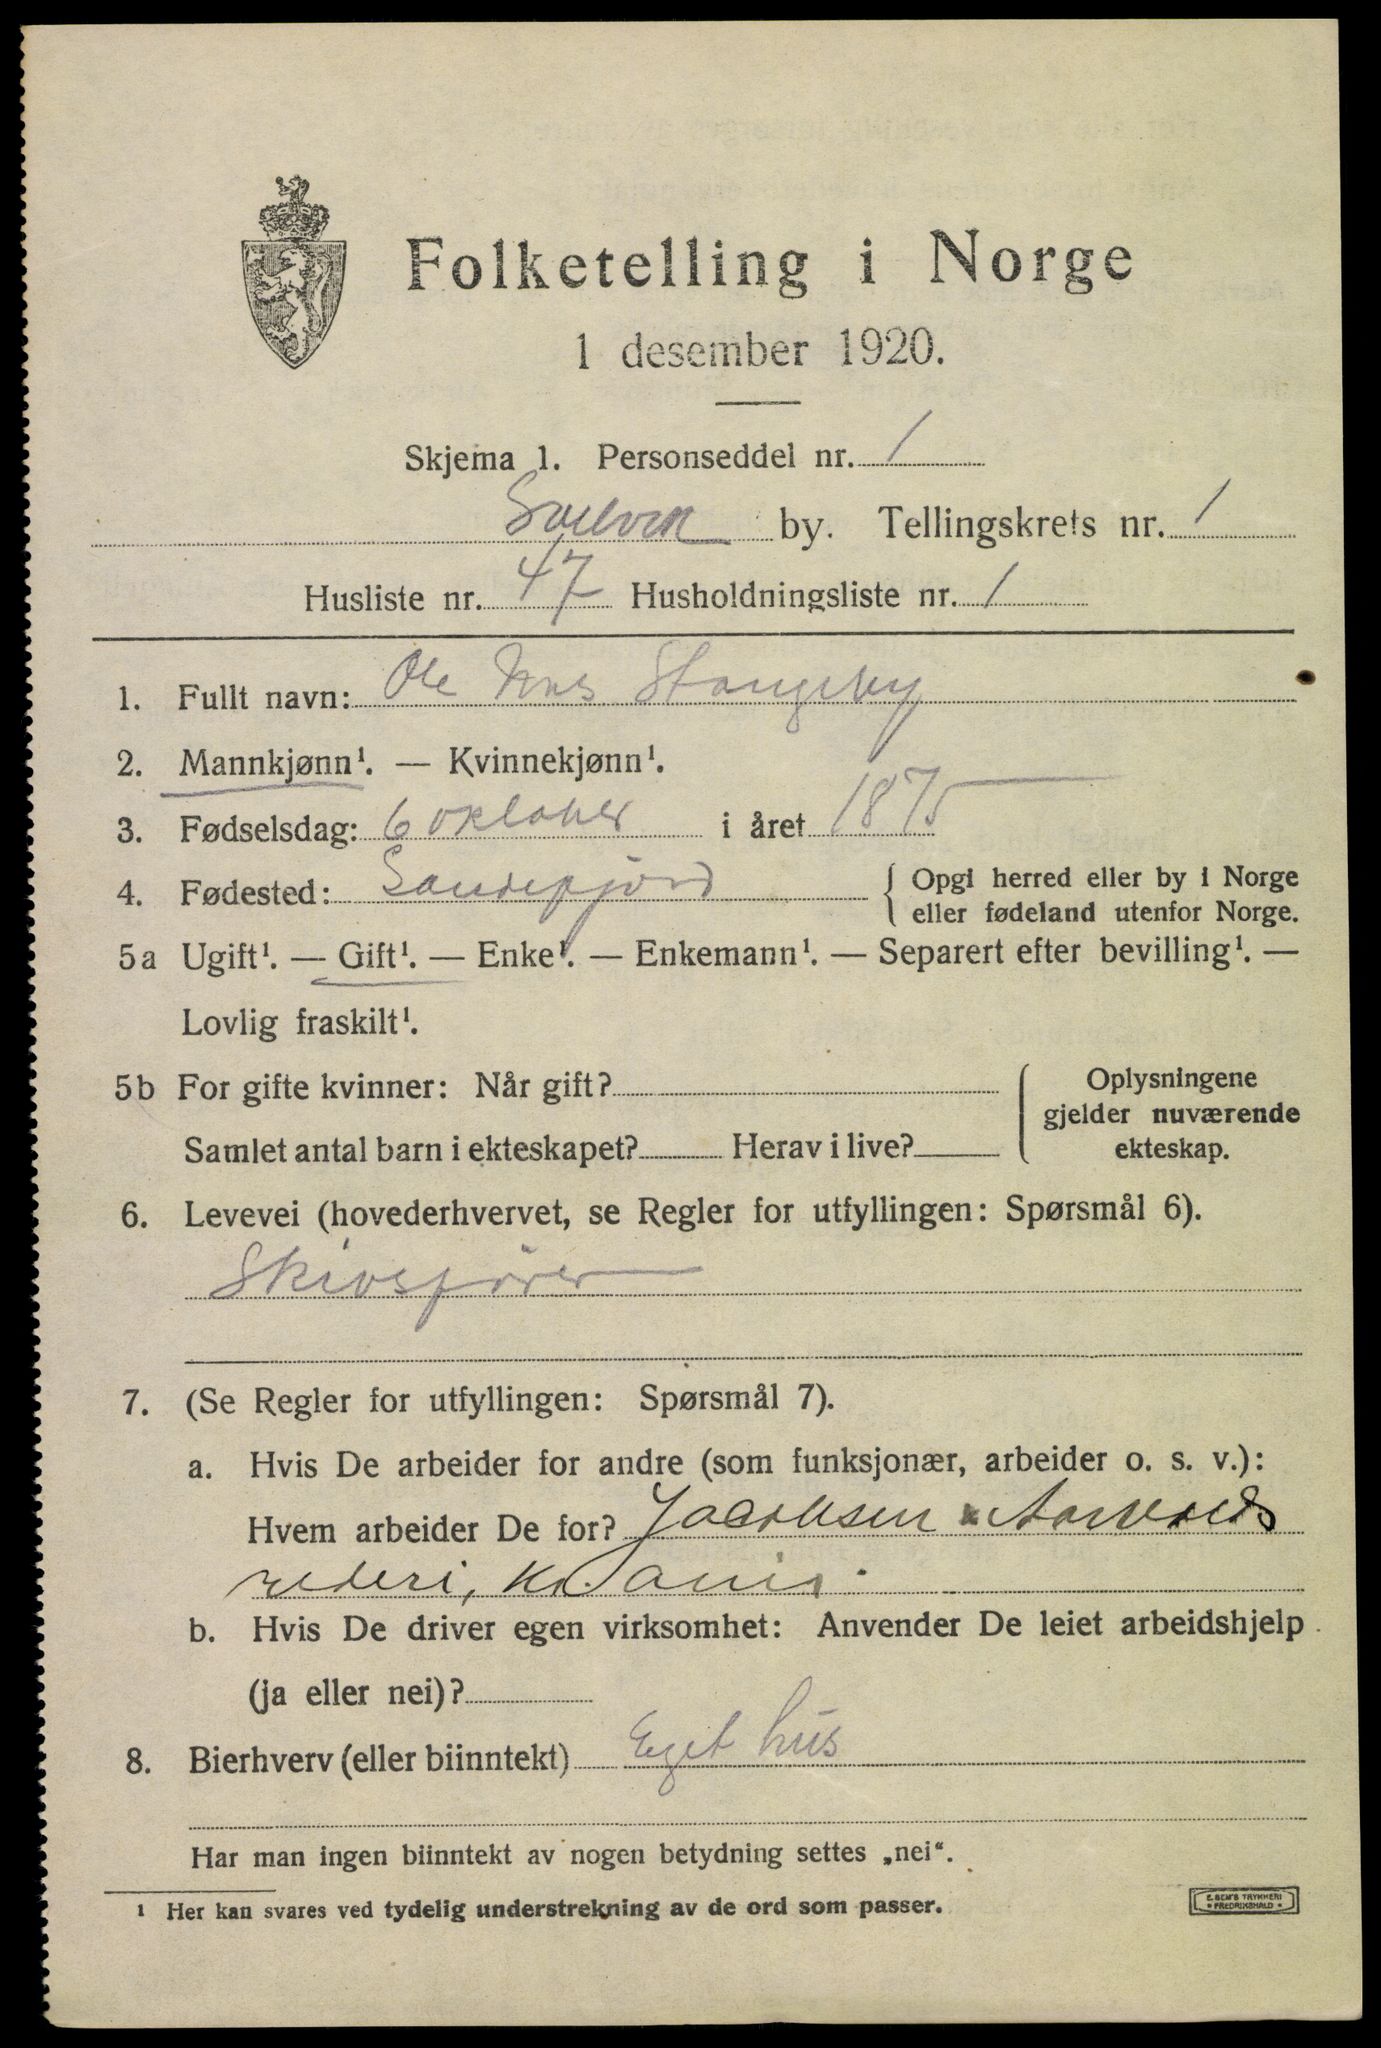 Folketelling i Norge
1 desember 1920.
Skjema 1. Personseddel nr. 1
Svelvik by. Tellingskrets nr. 1
Husliste nr. 47 Husholdningsliste nr. 1
1. Fullt navn: Ole Stangeby
2. Mannkjønn¹. — Kvinnekjønn¹.
3. Fødselsdag: 6 oktober i året 1875
4. Fødested: Sandefjord { Opgi herred eller by i Norge
eller fødeland utenfor Norge.
5a Ugift¹. — Gift¹. — Enke¹. — Enkemann¹. — Separert efter bevilling¹. —
Lovlig fraskilt¹.
5b For gifte kvinner: Når gift? { Oplysningene
gjelder nuværende
ekteskap.
Samlet antal barn i ekteskapet? Herav i live?
6. Levevei (hovederhvervet, se Regler for utfyllingen: Spørsmål 6).
Skibsfører
7. (Se Regler for utfyllingen: Spørsmål 7).
a. Hvis De arbeider for andre (som funksjonær, arbeider o. s. v.):
Hvem arbeider De for? Jacobsen
rederi, Kr.ania.
b. Hvis De driver egen virksomhet: Anvender De leiet arbeidshjelp
(ja eller nei)?
8. Bierhverv (eller biinntekt) Eget hus
Har man ingen biinntekt av nogen betydning settes „nei“.
¹ Her kan svares ved tydelig understrekning av de ord som passer.
E. SEM'S TRYKKERI
* FREDRIKSHALD *